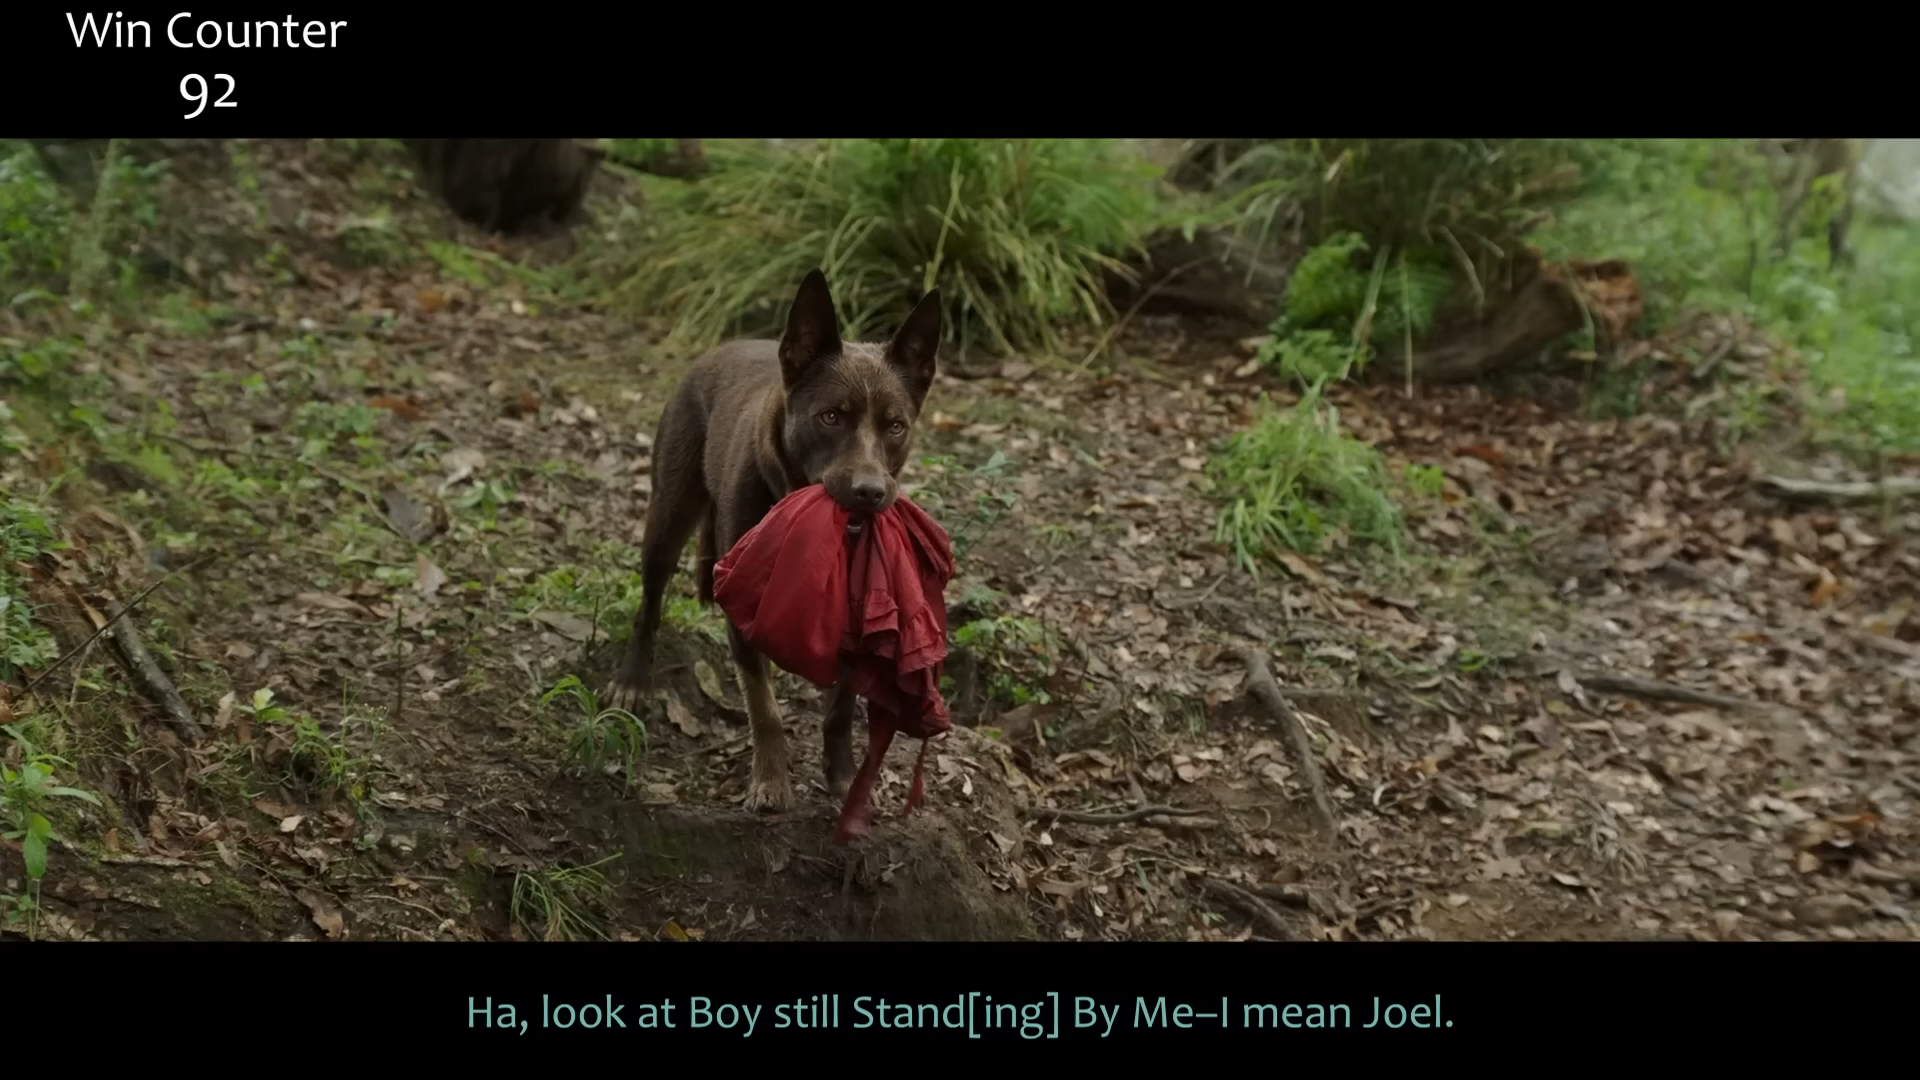 Win Counter
92
Ha, look at Boy still Stand[ing] By Me–I mean Joel.